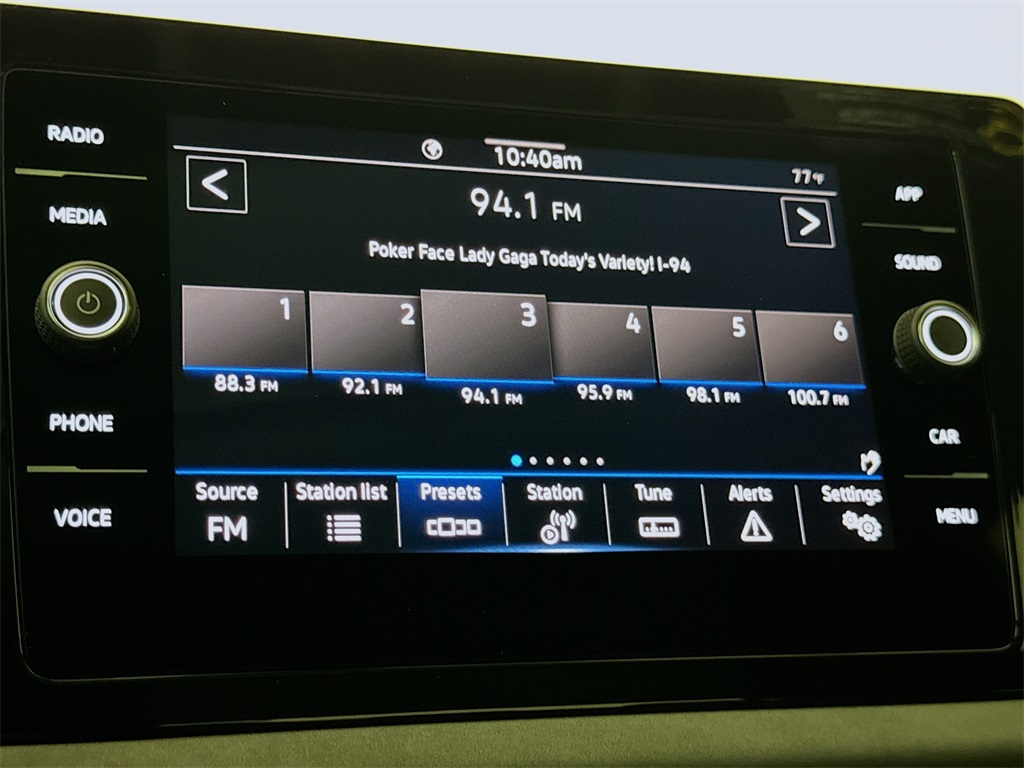 RADIO
MEDIA
PHONE
VOICE
10:40am
77°F
<
94.1 FM
>
Poker Face Lady Gaga Today's Variety! I-94
1 2 3 4 5 6
88.3 FM 92.1 FM 94.1 FM 95.9 FM 98.1 FM 100.7 FM
Source Station list Presets Station Tune Alerts Settings
FM
APP
SOUND
CAR
MENU